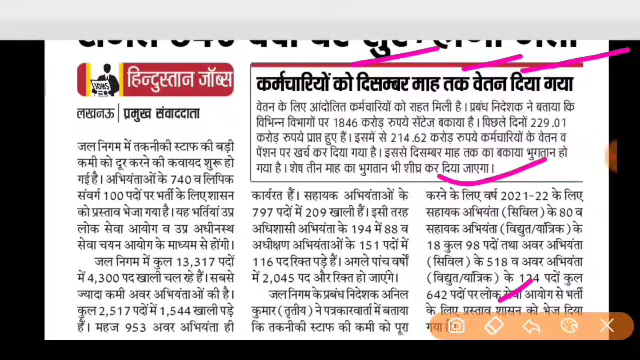 JOBS
हिन्दुस्तान जॉब्स
लखनऊ | प्रमुख संवाददाता
जल निगम में तकनीकी स्टाफ की बड़ी
कमी को दूर करने की कवायद शुरू हो
गई है। अभियंताओं के 740 व लिपिक
संवर्ग 100 पदों पर भर्ती के लिए शासन
को प्रस्ताव भेजा गया है। यह भर्तियां उप्र
लोक सेवा आयोग व उप्र अधीनस्थ
सेवा चयन आयोग के माध्यम से होंगी।
जल निगम में कुल 13,317 पदों
में 4,300 पद खाली चल रहे हैं। सबसे
ज्यादा कमी अवर अभियंताओं की है।
कुल 2,517 पदों में 1,544 खाली पड़े
हैं। महज 953 अवर अभियंता ही
कर्मचारियों को दिसम्बर माह तक वेतन दिया गया
वेतन के लिए आंदोलित कर्मचारियों को राहत मिली है। प्रबंध निदेशक ने बताया कि
विभिन्न विभागों पर 1846 करोड़ रुपये सेंटेज बकाया है। पिछले दिनों 229.01
करोड़ रुपये प्राप्त हुए हैं। इसमें से 214.62 करोड़ रुपये कर्मचारियों के वेतन व
पेंशन पर खर्च कर दिया गया है। इससे दिसम्बर माह तक का बकाया भुगतान हो
गया है। शेष तीन माह का भुगतान भी शीघ्र कर दिया जाएगा।
कार्यरत हैं। सहायक अभियंताओं के
797 पदों में 209 खाली हैं। इसी तरह
अधिशासी अभियंता के 194 में 88 व
अधीक्षण अभियंताओं के 151 पदों में
116 पद रिक्त पड़े हैं। अगले पांच वर्षों
में 2,045 पद और रिक्त हो जाएंगे।
जल निगम के प्रबंध निदेशक अनिल
कुमार (तृतीय) ने पत्रकारवार्ता में बताया
कि तकनीकी स्टाफ की कमी को पूरा
करने के लिए वर्ष 2021-22 के लिए
सहायक अभियंता (सिविल) के 80 व
सहायक अभियंता (विद्युत/यांत्रिक) के
18 कुल 98 पदों तथा अवर अभियंता
(सिविल) के 518 व अवर अभियंता
(विद्युत/यांत्रिक) के 124 पदों कुल
642 पदों पर लोक सेवा आयोग से भर्ती
के लिए प्रस्ताव शासन को भेज दिया
गया